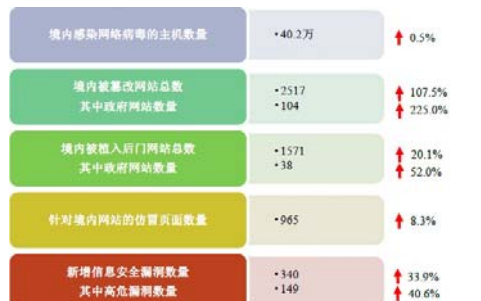 境内感染网络病毒的主机数量 •40.2万 0.5%
境内被篡改网站总数 •2517 107.5%
其中政府网站数量 •104 225.0%
境内被植入后门网站总数 •1571 20.1%
其中政府网站数量 •38 52.0%
针对境内网站的仿冒页面数量 •965 8.3%
新增信息安全漏洞数量 •340 33.9%
其中高危漏洞数量 •149 40.6%